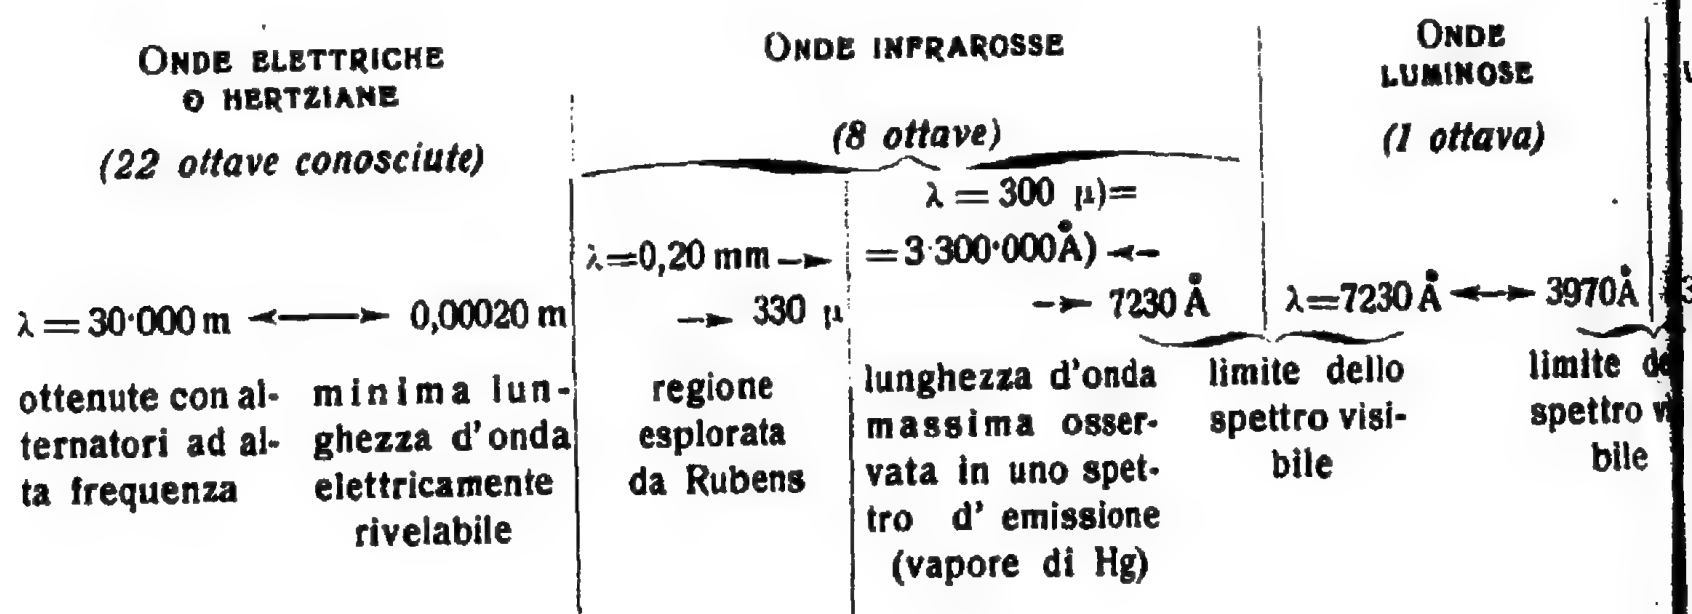 ONDE ELETTRICHE
O HERTZIANE
(22 ottave conosciute)
λ = 30·000 m ←→ 0,00020 m
ottenute con al-
ternatori ad al-
ta frequenza
minima lun-
ghezza d'onda
elettricamente
rivelabile
ONDE INFRAROSSE
(8 ottave)
λ=0,20 mm →
→ 330 μ
regione
esplorata
da Rubens
λ = 300 μ)=
= 3·300·000Å) ←
→ 7230 Å
lunghezza d'onda
massima osser-
vata in uno spet-
tro d' emissione
(vapore di Hg)
limite dello
spettro visi-
bile
ONDE
LUMINOSE
(1 ottava)
λ=7230 Å ←→ 3970Å
limite
spettro
bile